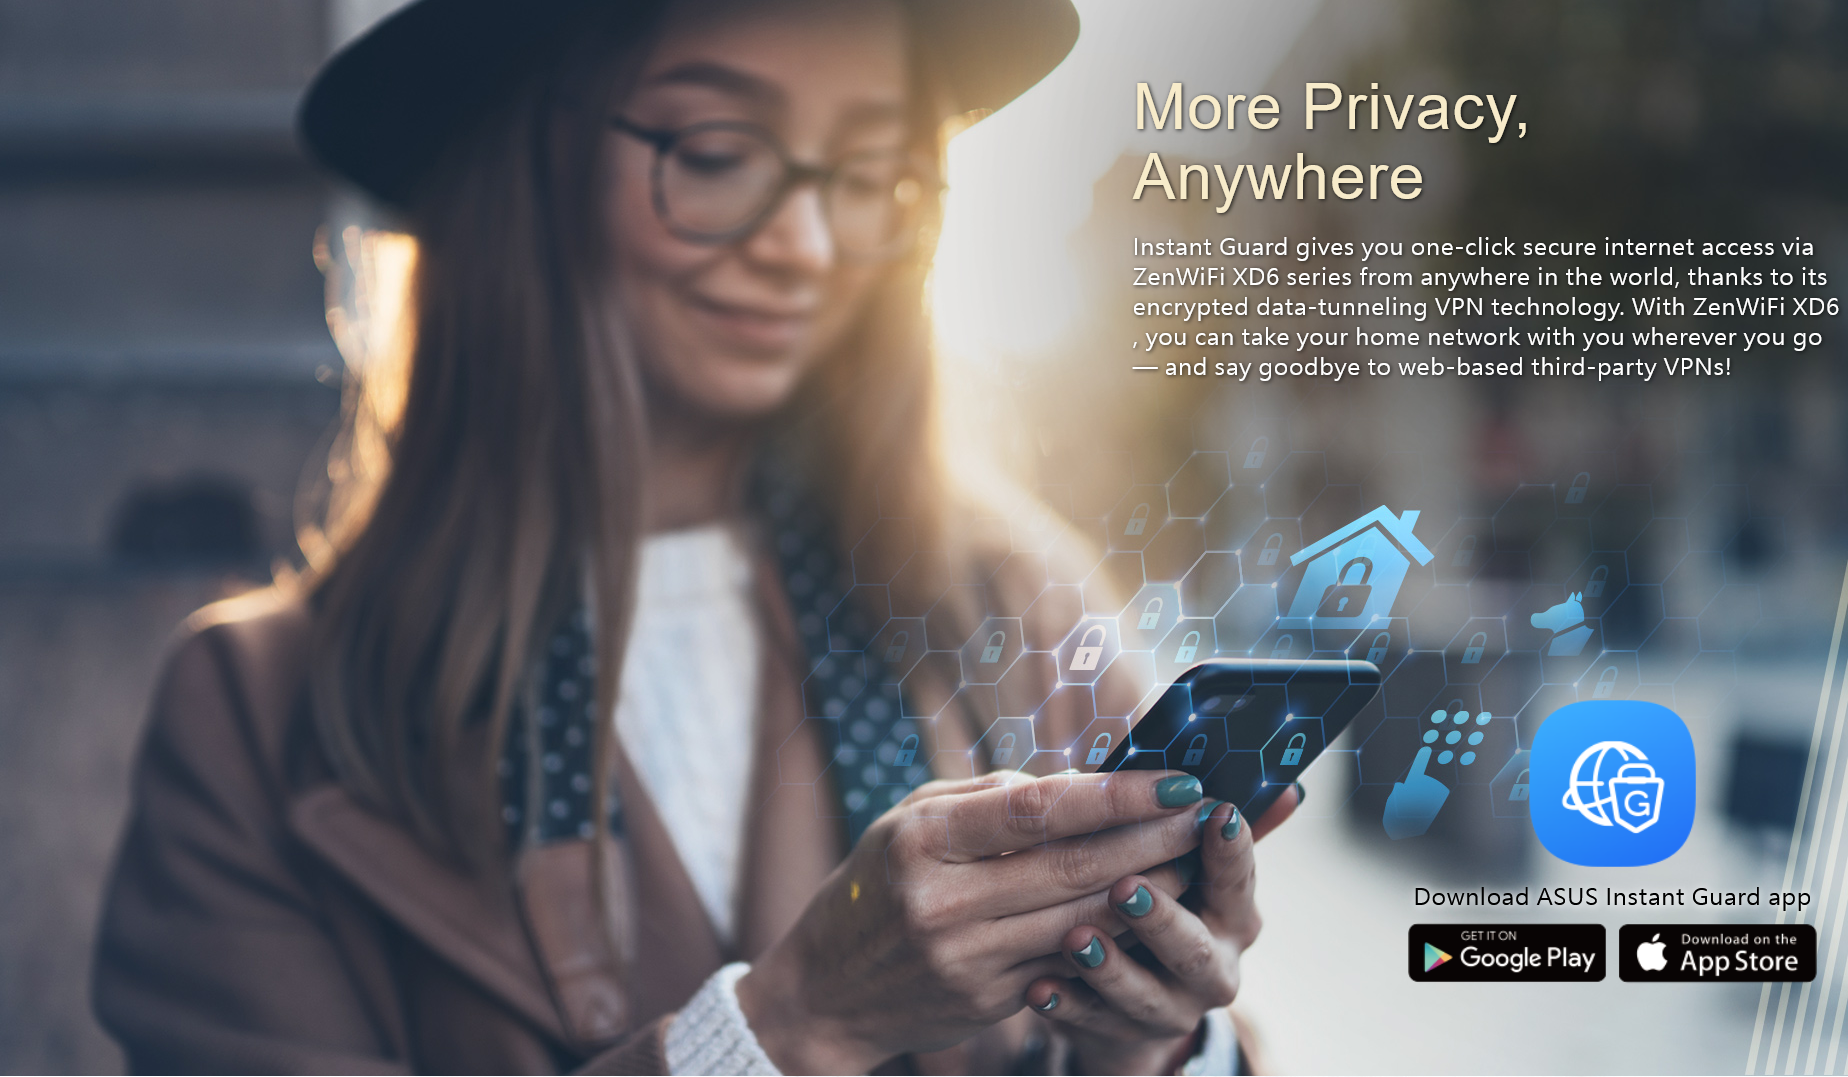 More Privacy,
Anywhere
Instant Guard gives you one-click secure internet access via
ZenWiFi XD6 series from anywhere in the world, thanks to its
encrypted data-tunneling VPN technology. With ZenWiFi XD6
, you can take your home network with you wherever you go
— and say goodbye to web-based third-party VPNs!
G
Download ASUS Instant Guard app
GET IT ON
Google Play
Download on the
App Store